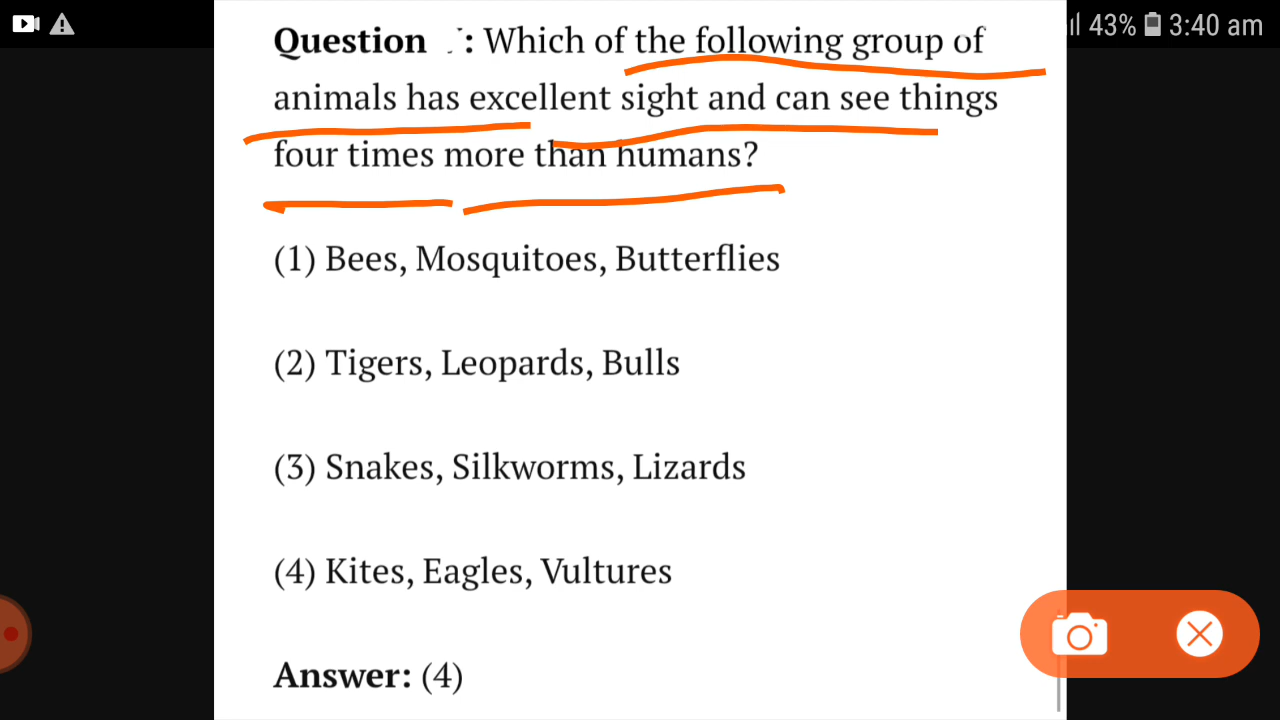 43% 3:40 am
Question : Which of the following group of
animals has excellent sight and can see things
four times more than humans?
(1) Bees, Mosquitoes, Butterflies
(2) Tigers, Leopards, Bulls
(3) Snakes, Silkworms, Lizards
(4) Kites, Eagles, Vultures
Answer: (4)